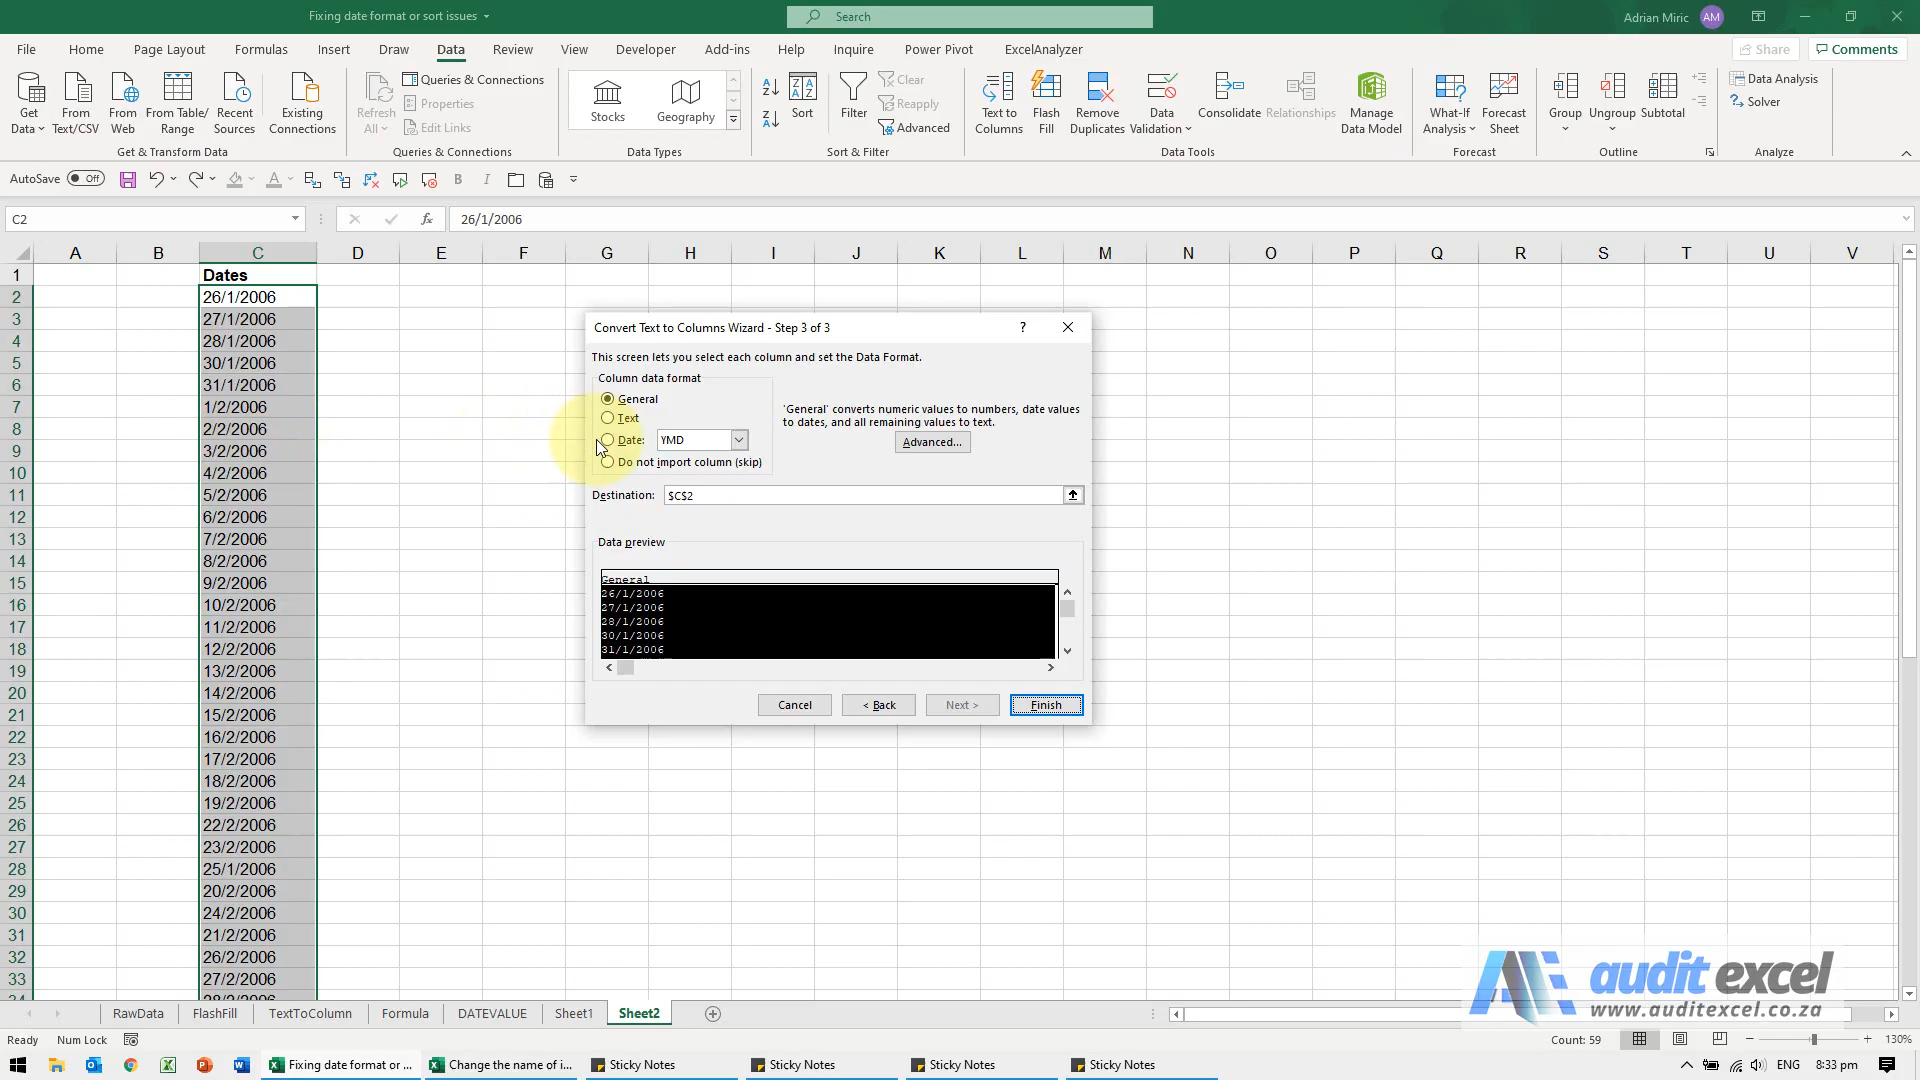 Fixing date format or sort issues
Search
Adrian Miric
AM
File Home Page Layout Formulas Insert Draw Data Review View Developer Add-ins Help Inquire Power Pivot ExcelAnalyzer
Share
Comments
Get Data
From Text/CSV
From Web
From Table/ Range
Recent Sources
Existing Connections
Get & Transform Data
Refresh All
Queries & Connections
Properties
Edit Links
Queries & Connections
Stocks
Geography
Data Types
Sort
Filter
Clear
Reapply
Advanced
Sort & Filter
Text to Columns
Flash Fill
Remove Duplicates
Data Validation
Consolidate
Relationships
Manage Data Model
Data Tools
What-If Analysis
Forecast Sheet
Forecast
Group
Ungroup
Subtotal
Outline
Data Analysis
Solver
Analyze
AutoSave Off
B I
C2
fx
26/1/2006
A B C D E F G H I J K L M N O P Q R S T U V
1 Dates
2 26/1/2006
3 27/1/2006
4 28/1/2006
5 30/1/2006
6 31/1/2006
7 1/2/2006
8 2/2/2006
9 3/2/2006
10 4/2/2006
11 5/2/2006
12 6/2/2006
13 7/2/2006
14 8/2/2006
15 9/2/2006
16 10/2/2006
17 11/2/2006
18 12/2/2006
19 13/2/2006
20 14/2/2006
21 15/2/2006
22 16/2/2006
23 17/2/2006
24 18/2/2006
25 19/2/2006
26 22/2/2006
27 23/2/2006
28 25/1/2006
29 20/2/2006
30 24/2/2006
31 21/2/2006
32 26/2/2006
33 27/2/2006
34 28/2/2006
Convert Text to Columns Wizard - Step 3 of 3
?
This screen lets you select each column and set the Data Format.
Column data format
General
Text
Date: YMD
Do not import column (skip)
'General' converts numeric values to numbers, date values
to dates, and all remaining values to text.
Advanced...
Destination: $C$2
Data preview
General
26/1/2006
27/1/2006
28/1/2006
30/1/2006
31/1/2006
Cancel
< Back
Next >
Finish
audit excel
www.auditexcel.co.za
RawData FlashFill TextToColumn Formula DATEVALUE Sheet1 Sheet2
Ready Num Lock
Count: 59
130%
Fixing date format or ...
Change the name of i...
Sticky Notes
Sticky Notes
Sticky Notes
Sticky Notes
ENG
8:33 pm